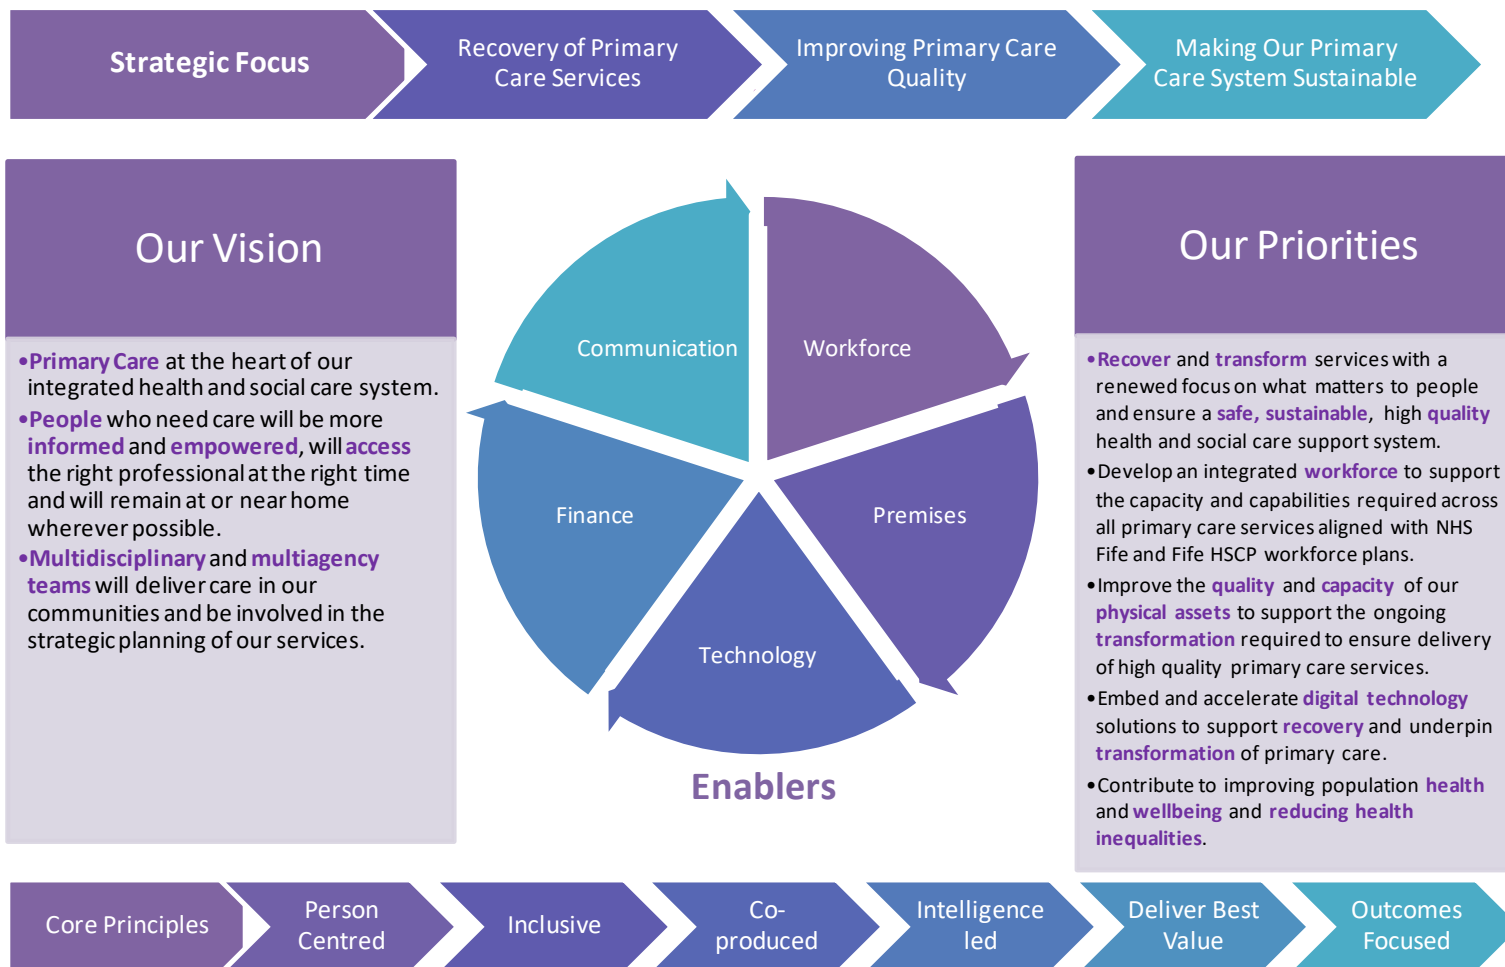 Strategic Focus
Recovery of Primary
Care Services
Improving Primary Care
Quality
Making Our Primary
Care System Sustainable
Our Vision
•Primary Care at the heart of our
integrated health and social care system.
•People who need care will be more
informed and empowered, will access
the right professional at the right time
and will remain at or near home
wherever possible.
•Multidisciplinary and multiagency
teams will deliver care in our
communities and be involved in the
strategic planning of our services.
Communication
Workforce
Finance
Premises
Technology
Enablers
Our Priorities
•Recover and transform services with a
renewed focus on what matters to people
and ensure a safe, sustainable, high quality
health and social care support system.
•Develop an integrated workforce to support
the capacity and capabilities required across
all primary care services aligned with NHS
Fife and Fife HSCP workforce plans.
•Improve the quality and capacity of our
physical assets to support the ongoing
transformation required to ensure delivery
of high quality primary care services.
•Embed and accelerate digital technology
solutions to support recovery and underpin
transformation of primary care.
•Contribute to improving population health
and wellbeing and reducing health
inequalities.
Core Principles
Person
Centred
Inclusive
Co-
produced
Intelligence
led
Deliver Best
Value
Outcomes
Focused